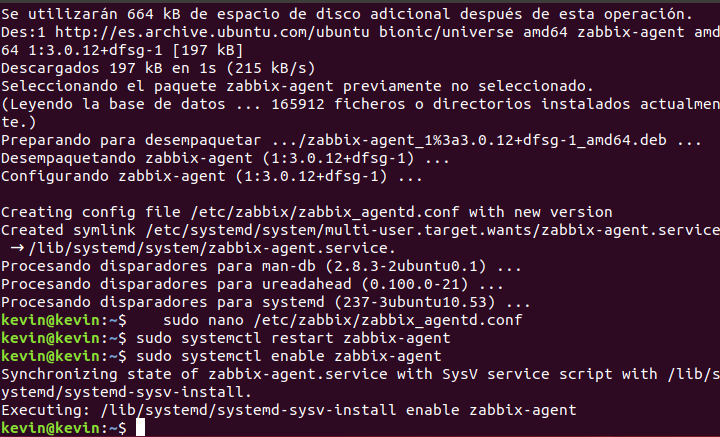 Se utilizarán 664 kB de espacio de disco adicional después de esta operación.
Des:1 http://es.archive.ubuntu.com/ubuntu bionic/universe amd64 zabbix-agent amd
64 1:3.0.12+dfsg-1 [197 kB]
Descargados 197 kB en 1s (215 kB/s)
Seleccionando el paquete zabbix-agent previamente no seleccionado.
(Leyendo la base de datos ... 165912 ficheros o directorios instalados actualmen
te.)
Preparando para desempaquetar .../zabbix-agent_1%3a3.0.12+dfsg-1_amd64.deb ...
Desempaquetando zabbix-agent (1:3.0.12+dfsg-1) ...
Configurando zabbix-agent (1:3.0.12+dfsg-1) ...
Creating config file /etc/zabbix/zabbix_agentd.conf with new version
Created symlink /etc/systemd/system/multi-user.target.wants/zabbix-agent.service
→/lib/systemd/system/zabbix-agent.service.
Procesando disparadores para man-db (2.8.3-2ubuntu0.1) ...
Procesando disparadores para ureadahead (0.100.0-21) ...
Procesando disparadores para systemd (237-3ubuntu10.53) ...
kevin@kevin:~$    sudo nano /etc/zabbix/zabbix_agentd.conf
kevin@kevin:~$ sudo systemctl restart zabbix-agent
kevin@kevin:~$ sudo systemctl enable zabbix-agent
Synchronizing state of zabbix-agent.service with SysV service script with /lib/s
ystemd/systemd-sysv-install.
Executing: /lib/systemd/systemd-sysv-install enable zabbix-agent
kevin@kevin:~$